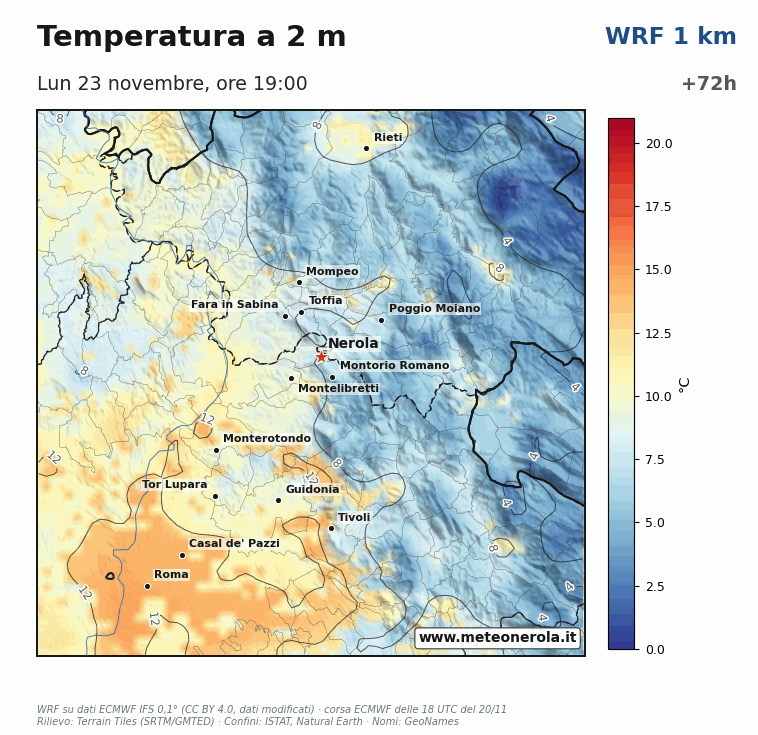 Temperatura a 2 m
WRF 1 km
Lun 23 novembre, ore 19:00
+72h
8
8
4
Rieti
4
8
Mompeo
Fara in Sabina
Toffia
Poggio Moiano
Nerola
8
Montorio Romano
Montelibretti
4
12
Monterotondo
12
8
4
12
Tor Lupara
Guidonia
4
Tivoli
Casal de' Pazzi
8
Roma
12
4
12
4
www.meteonerola.it
20.0
17.5
15.0
12.5
10.0
7.5
5.0
2.5
0.0
°C
WRF su dati ECMWF IFS 0,1° (CC BY 4.0, dati modificati) · corsa ECMWF delle 18 UTC del 20/11
Rilievo: Terrain Tiles (SRTM/GMTED) · Confini: ISTAT, Natural Earth · Nomi: GeoNames